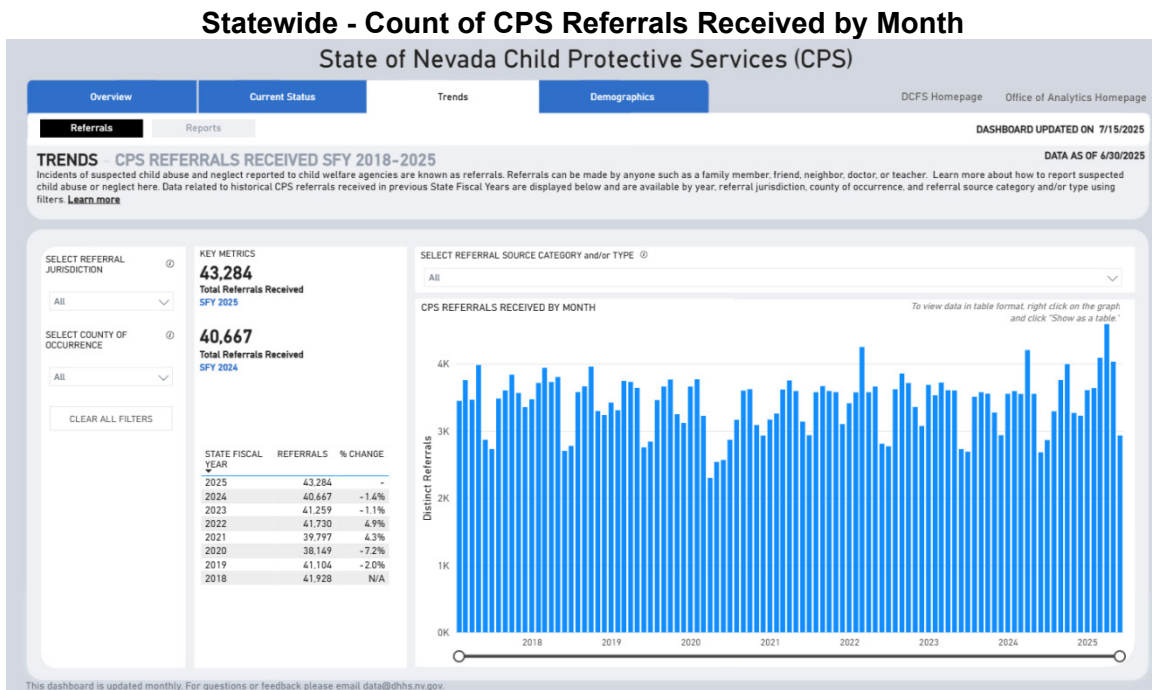 Statewide - Count of CPS Referrals Received by Month
State of Nevada Child Protective Services (CPS)
Overview
Current Status
Trends
Demographics
DCFS Homepage
Office of Analytics Homepage
Referrals
Reports
DASHBOARD UPDATED ON 7/15/2025
TRENDS - CPS REFERRALS RECEIVED SFY 2018-2025
DATA AS OF 6/30/2025
Incidents of suspected child abuse and neglect reported to child welfare agencies are known as referrals. Referrals can be made by anyone such as a family member, friend, neighbor, doctor, or teacher. Learn more about how to report suspected
child abuse or neglect here. Data related to historical CPS referrals received in previous State Fiscal Years are displayed below and are available by year, referral jurisdiction, county of occurrence, and referral source category and/or type using
filters. Learn more
SELECT REFERRAL
JURISDICTION
All
SELECT COUNTY OF
OCCURRENCE
All
CLEAR ALL FILTERS
KEY METRICS
43,284
Total Referrals Received
SFY 2025
40,667
Total Referrals Received
SFY 2024
STATE FISCAL YEAR REFERRALS % CHANGE
2025 43,284 -
2024 40,667 -1.4%
2023 41,259 -1.1%
2022 41,730 4.9%
2021 39,797 4.3%
2020 38,149 -7.2%
2019 41,104 -2.0%
2018 41,928 N/A
SELECT REFERRAL SOURCE CATEGORY and/or TYPE
All
CPS REFERRALS RECEIVED BY MONTH
To view data in table format, right click on the graph
and click "Show as a table."
Distinct Referrals
4K
3K
2K
1K
0K
2018 2019 2020 2021 2022 2023 2024 2025
This dashboard is updated monthly. For questions or feedback please email data@dhhs.nv.gov.